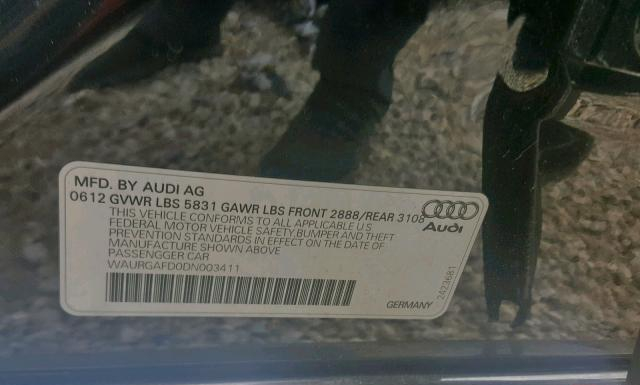 MFD. BY AUDI AG
0612 GVWR LBS 5831 GAWR LBS FRONT 2888/REAR 3108
THIS VEHICLE CONFORMS TO ALL APPLICABLE U.S
FEDERAL MOTOR VEHICLE SAFETY,BUMPER AND THEFT
PREVENTION STANDARDS IN EFFECT ON THE DATE OF
MANUFACTURE SHOWN ABOVE
PASSENGGER CAR
WAURGAFD0DN003411
Audi
GERMANY
2423681